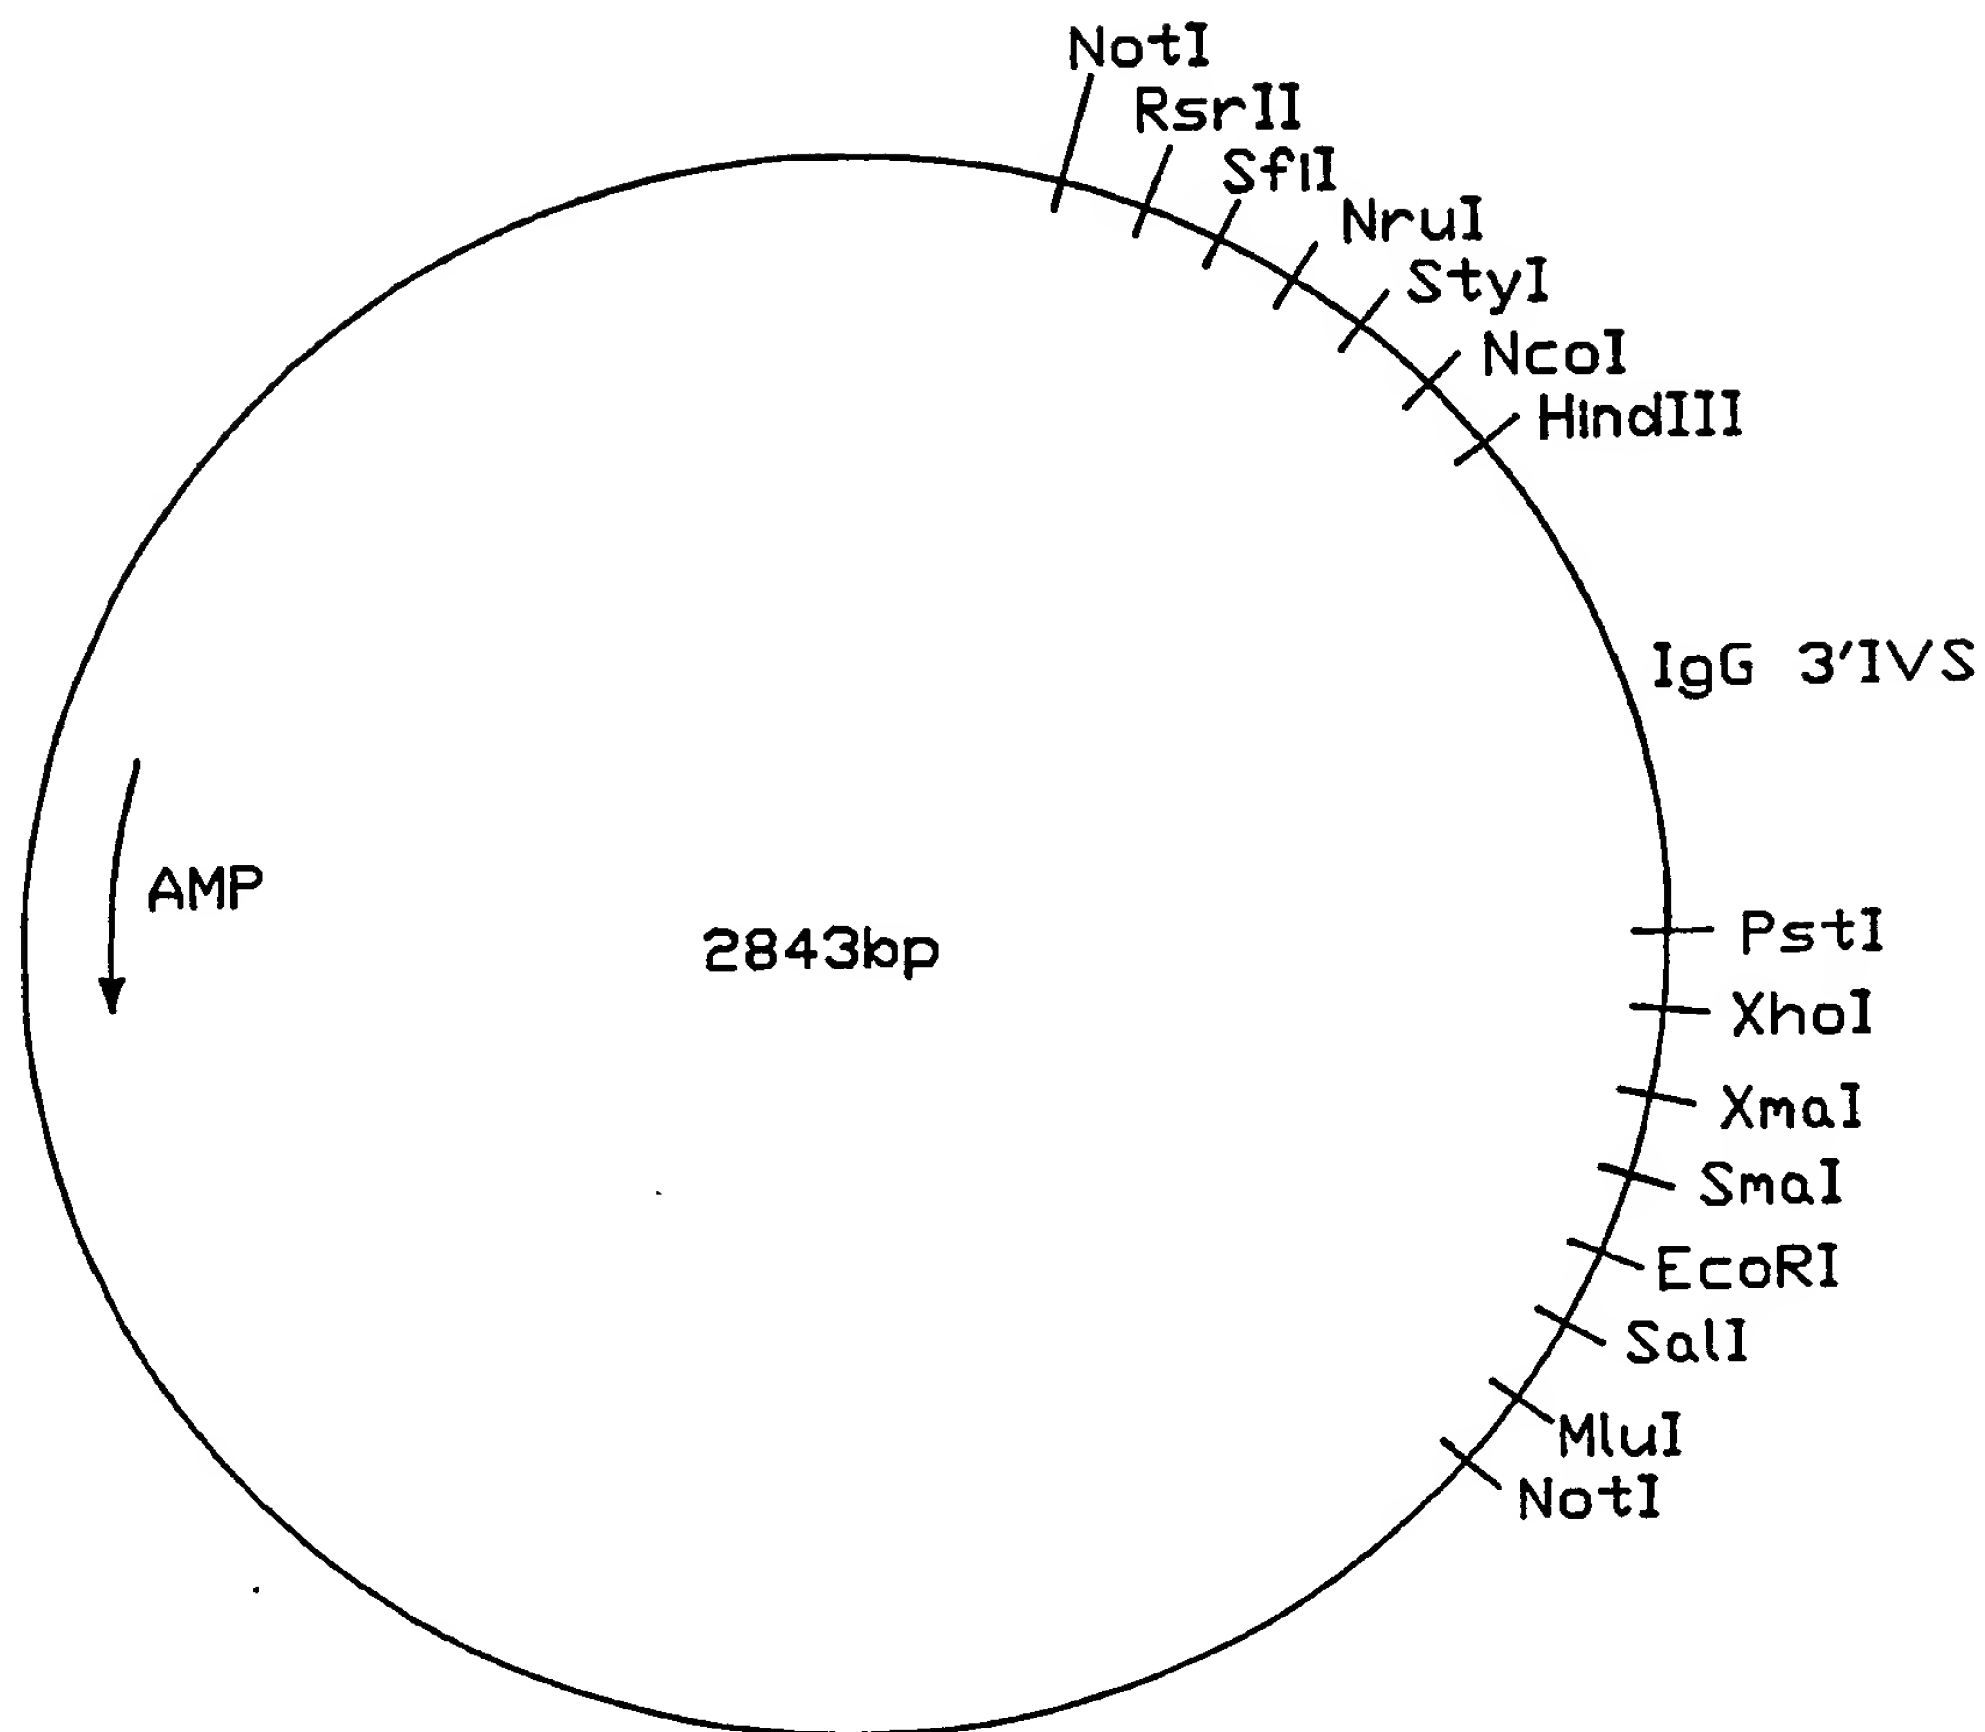 NotI
RsrII
SfiI
NruI
StyI
NcoI
HindIII
IgG 3'IVS
AMP
2843bp
PstI
XhoI
XmaI
SmaI
EcoRI
SalI
MluI
NotI